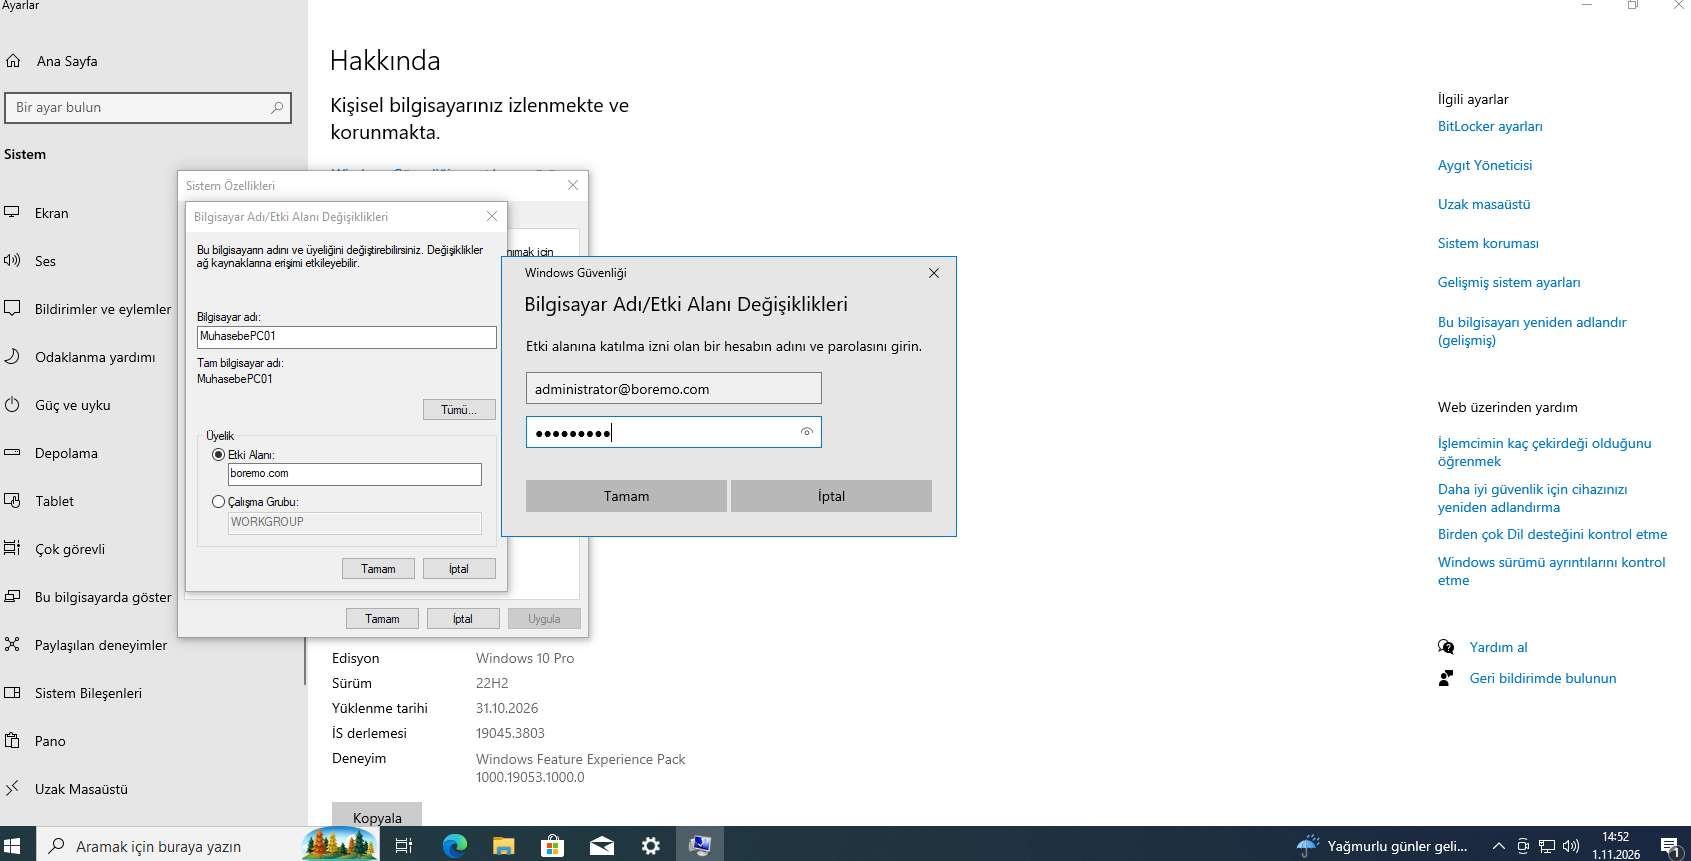 Ayarlar
Ana Sayfa
Bir ayar bulun
Sistem
Ekran
Ses
Bildirimler ve eylemler
Odaklanma yardımı
Güç ve uyku
Depolama
Tablet
Çok görevli
Bu bilgisayarda göster
Paylaşılan deneyimler
Sistem Bileşenleri
Pano
Uzak Masaüstü
Hakkında
Kişisel bilgisayarınız izlenmekte ve
korunmakta.
Sistem Özellikleri
nımak için
Tamam
İptal
Uygula
Bilgisayar Adı/Etki Alanı Değişiklikleri
Bu bilgisayarın adını ve üyeliğini değiştirebilirsiniz. Değişiklikler
ağ kaynaklarına erişimi etkileyebilir.
Bilgisayar adı:
MuhasebePC01
Tam bilgisayar adı:
MuhasebePC01
Tümü...
Üyelik
Etki Alanı:
boremo.com
Çalışma Grubu:
WORKGROUP
Tamam
İptal
Windows Güvenliği
Bilgisayar Adı/Etki Alanı Değişiklikleri
Etki alanına katılma izni olan bir hesabın adını ve parolasını girin.
administrator@boremo.com
●●●●●●●●●
Tamam
İptal
Edisyon Windows 10 Pro
Sürüm 22H2
Yüklenme tarihi 31.10.2026
İS derlemesi 19045.3803
Deneyim Windows Feature Experience Pack
1000.19053.1000.0
Kopyala
İlgili ayarlar
BitLocker ayarları
Aygıt Yöneticisi
Uzak masaüstü
Sistem koruması
Gelişmiş sistem ayarları
Bu bilgisayarı yeniden adlandır
(gelişmiş)
Web üzerinden yardım
İşlemcimin kaç çekirdeği olduğunu
öğrenmek
Daha iyi güvenlik için cihazınızı
yeniden adlandırma
Birden çok Dil desteğini kontrol etme
Windows sürümü ayrıntılarını kontrol
etme
Yardım al
Geri bildirimde bulunun
Aramak için buraya yazın
Yağmurlu günler geli...
14:52
1.11.2026
1